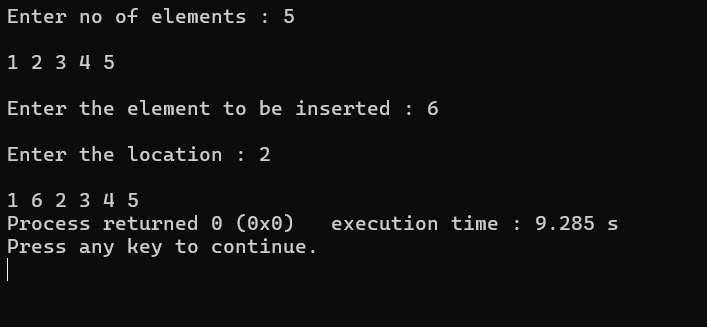 Enter no of elements : 5
1 2 3 4 5
Enter the element to be inserted : 6
Enter the location : 2
1 6 2 3 4 5
Process returned 0 (0x0)   execution time : 9.285 s
Press any key to continue.